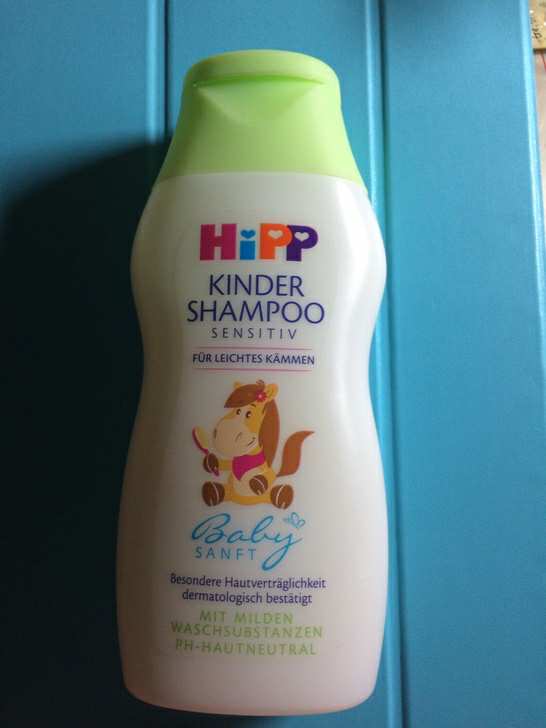 HiPP
KINDER
SHAMPOO
SENSITIV
FÜR LEICHTES KÄMMEN
Baby
SANFT
Besondere Hautverträglichkeit
dermatologisch bestätigt
MIT MILDEN
WASCHSUBSTANZEN
PH-HAUTNEUTRAL